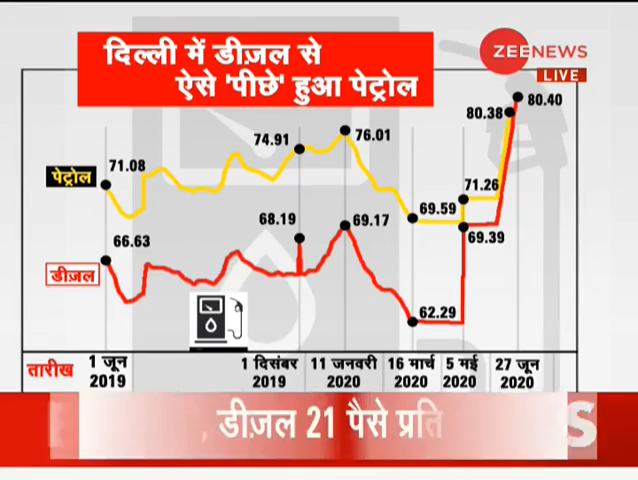 दिल्ली में डीज़ल से
ऐसे 'पीछे' हुआ पेट्रोल
ZEENEWS
LIVE
80.38 80.40
74.91 76.01
पेट्रोल 71.08
69.59 71.26
68.19 69.17
69.39
66.63
डीज़ल
62.29
तारीख 1 जून 2019
1 दिसंबर 2019
11 जनवरी 2020
16 मार्च 2020
5 मई 2020
27 जून 2020
, डीज़ल 21 पैसे प्रति
S